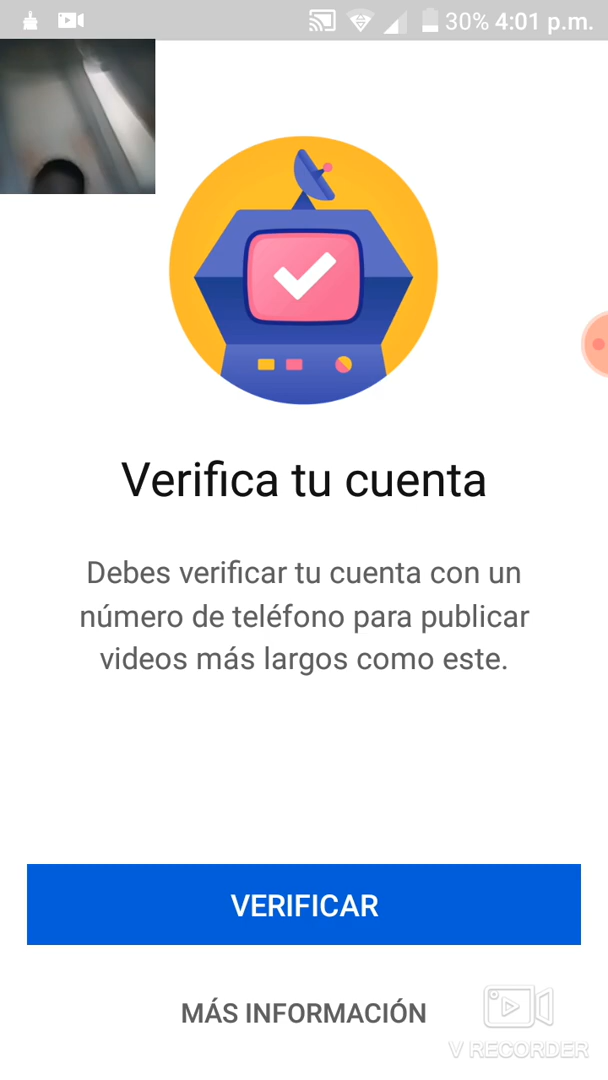 30% 4:01 p.m.
Verifica tu cuenta
Debes verificar tu cuenta con un
número de teléfono para publicar
videos más largos como este.
VERIFICAR
MÁS INFORMACIÓN
V RECORDER